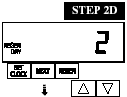 STEP 2D
REGEN
DAY
2
SET
CLOCK
NEXT
REGEN